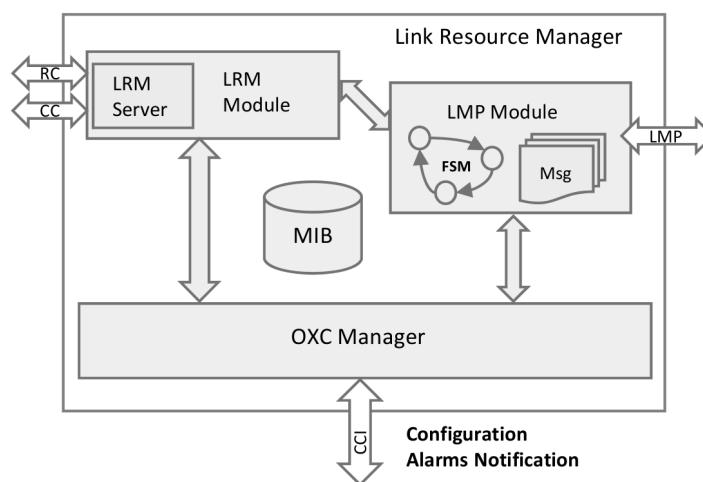 Link Resource Manager
RC
CC
LRM
Server
LRM
Module
LMP Module
FSM
Msg
LMP
MIB
OXC Manager
CCI
Configuration
Alarms Notification